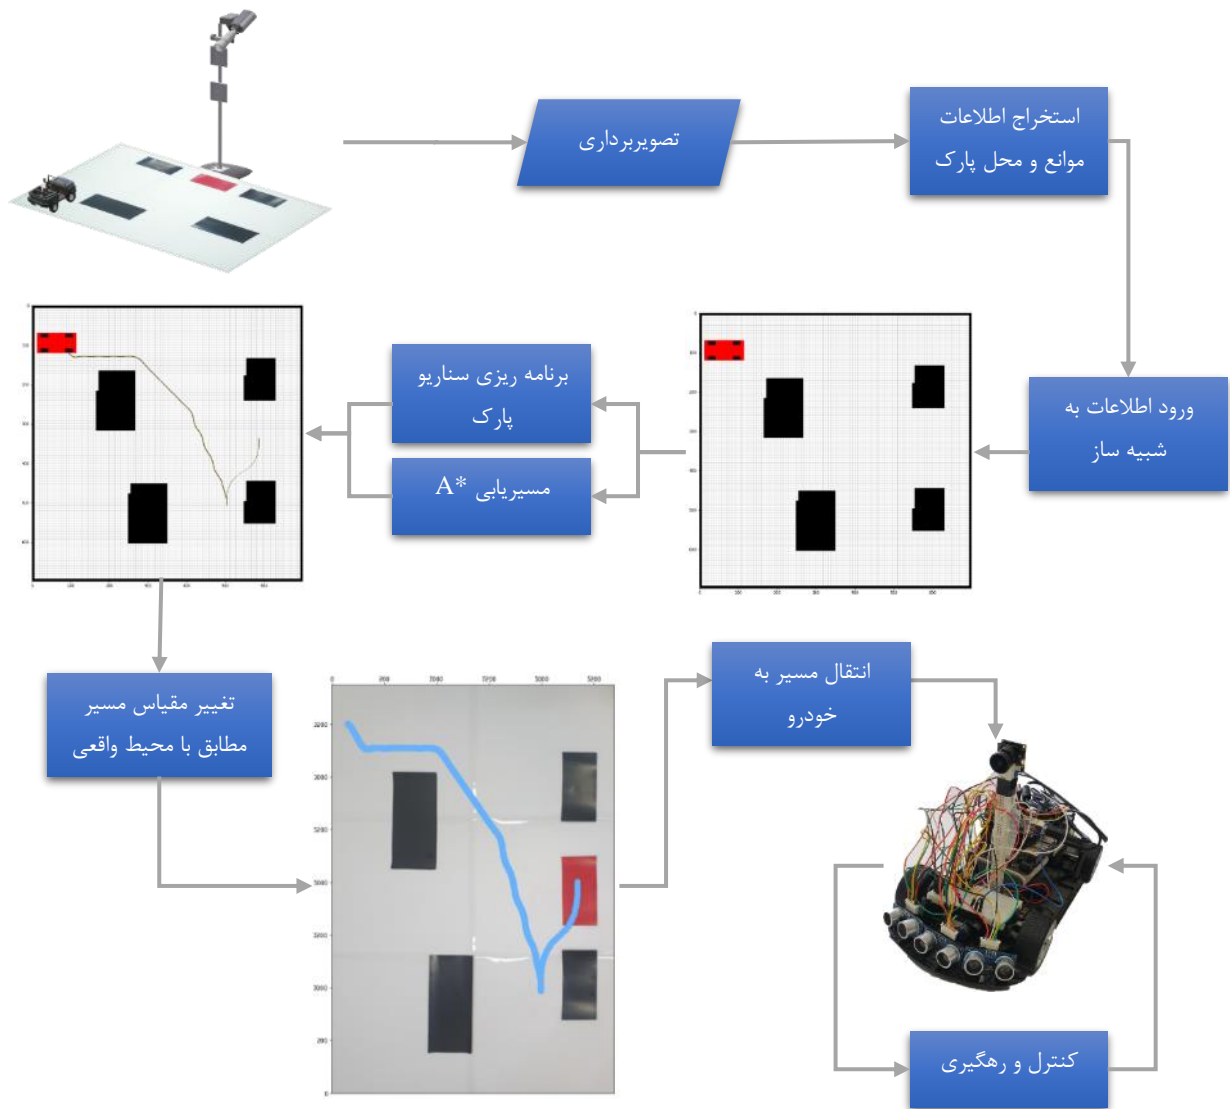 تصویربرداری
استخراج اطلاعات
موانع و محل پارک
ورود اطلاعات به
شبیه ساز
برنامه ریزی سناریو
پارک
مسیریابی A*
تغییر مقیاس مسیر
مطابق با محیط واقعی
انتقال مسیر به
خودرو
کنترل و رهگیری